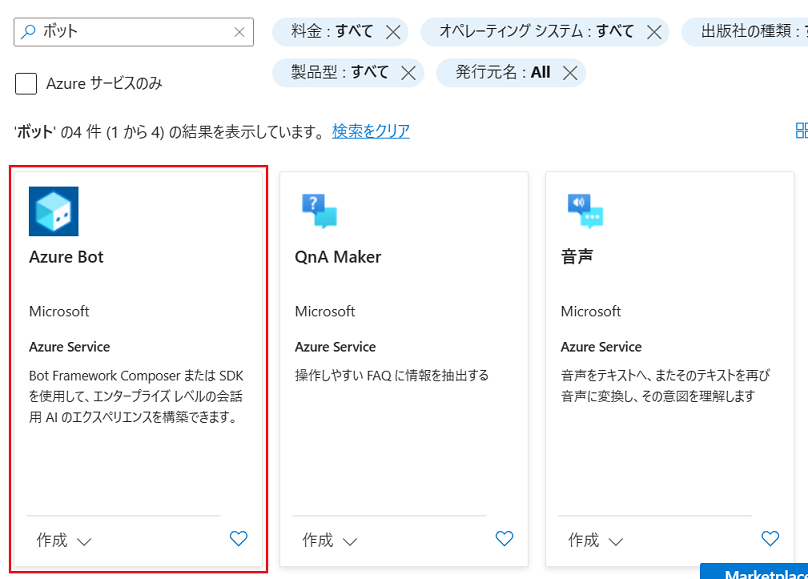 ボット
料金 : すべて
オペレーティング システム : すべて
出版社の種類 :
Azure サービスのみ
製品型 : すべて
発行元名 : All
'ボット' の4 件 (1 から 4) の結果を表示しています。 検索をクリア
Azure Bot
Microsoft
Azure Service
Bot Framework Composer または SDK
を使用して、エンタープライズ レベルの会話
用 AI のエクスペリエンスを構築できます。
作成
QnA Maker
Microsoft
Azure Service
操作しやすい FAQ に情報を抽出する
作成
音声
Microsoft
Azure Service
音声をテキストへ、またそのテキストを再び
音声に変換し、その意図を理解します
作成